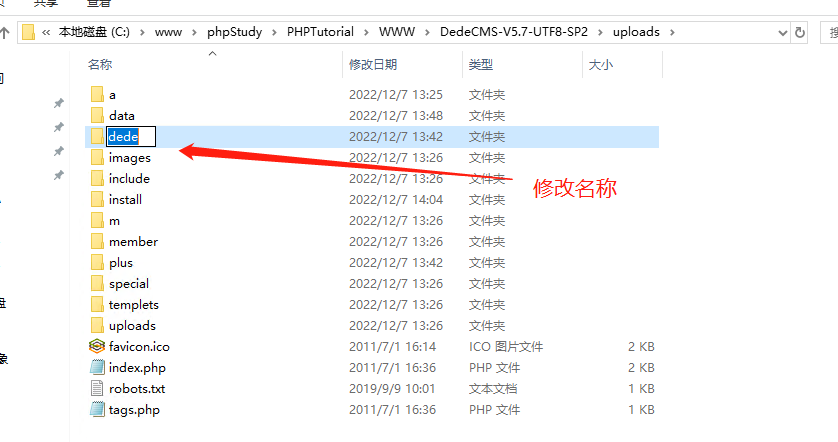 共享 查看
« 本地磁盘 (C:) › www › phpStudy › PHPTutorial › WWW › DedeCMS-V5.7-UTF8-SP2 › uploads › 搜
名称 修改日期 类型 大小
a 2022/12/7 13:25 文件夹
data 2022/12/7 13:48 文件夹
dede 2022/12/7 13:42 文件夹
images 2022/12/7 13:26 文件夹
include 2022/12/7 13:26 文件夹
修改名称
install 2022/12/7 14:04 文件夹
m 2022/12/7 13:26 文件夹
member 2022/12/7 13:26 文件夹
plus 2022/12/7 13:42 文件夹
special 2022/12/7 13:26 文件夹
templets 2022/12/7 13:26 文件夹
uploads 2022/12/7 13:26 文件夹
favicon.ico 2011/7/1 16:14 ICO 图片文件 2 KB
index.php 2011/7/1 16:36 PHP 文件 2 KB
robots.txt 2019/9/9 10:01 文本文档 1 KB
tags.php 2011/7/1 16:36 PHP 文件 1 KB